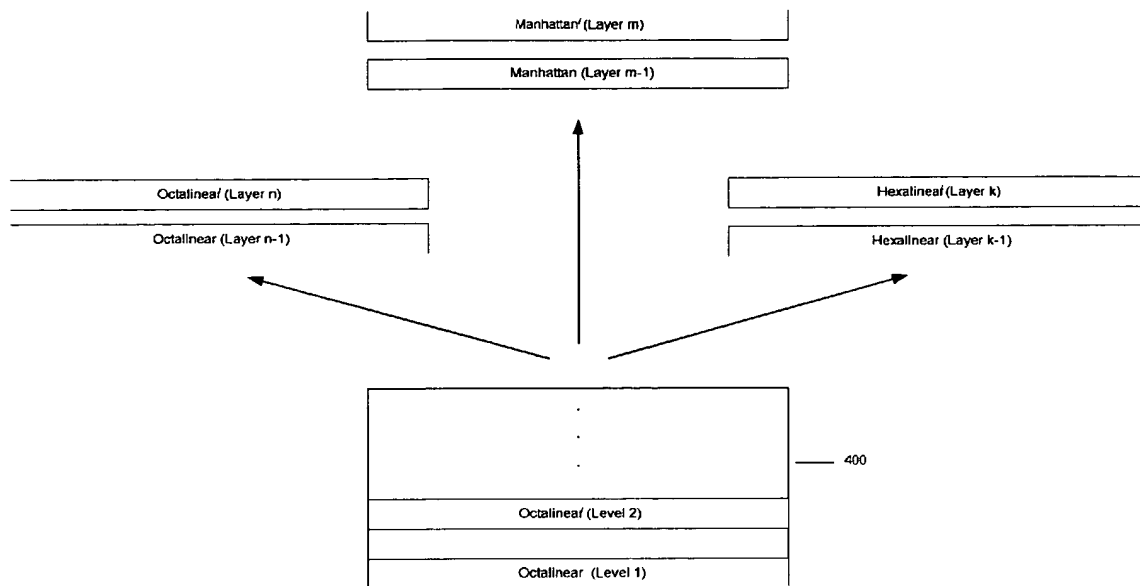 Manhattan' (Layer m)
Manhattan (Layer m-1)
Octalinear' (Layer n)
Octalinear (Layer n-1)
Hexalinear' (Layer k)
Hexalinear (Layer k-1)
400
Octalinear' (Level 2)
Octalinear (Level 1)